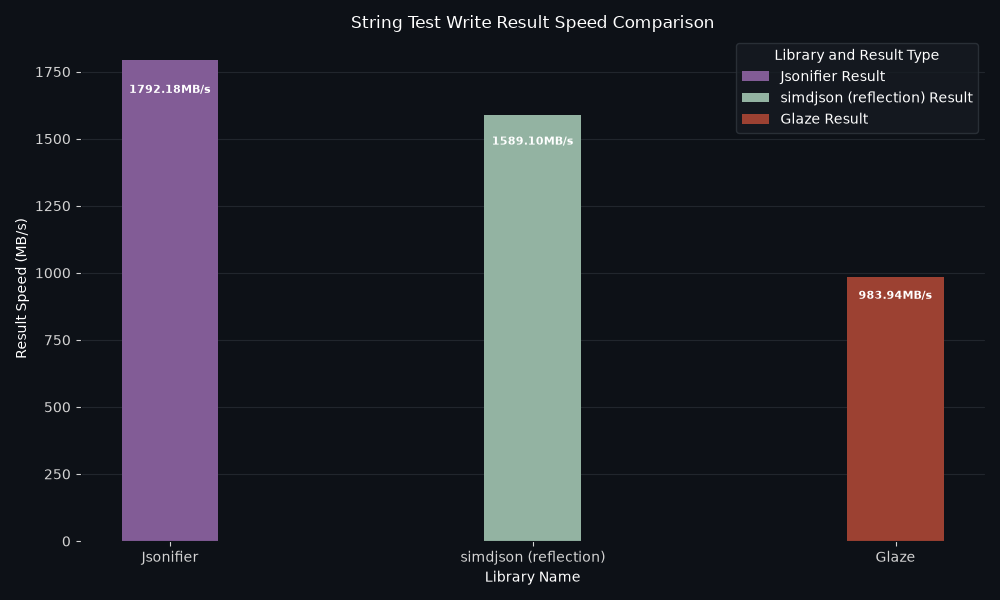 String Test Write Result Speed Comparison
Library and Result Type
Jsonifier Result
simdjson (reflection) Result
Glaze Result
Result Speed (MB/s)
1750
1500
1250
1000
750
500
250
0
1792.18MB/s
1589.10MB/s
983.94MB/s
Jsonifier
simdjson (reflection)
Glaze
Library Name